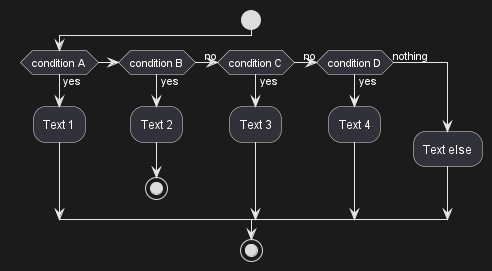 condition A
condition B
no
condition C
no
condition D
nothing
yes
yes
yes
yes
Text 1
Text 2
Text 3
Text 4
Text else